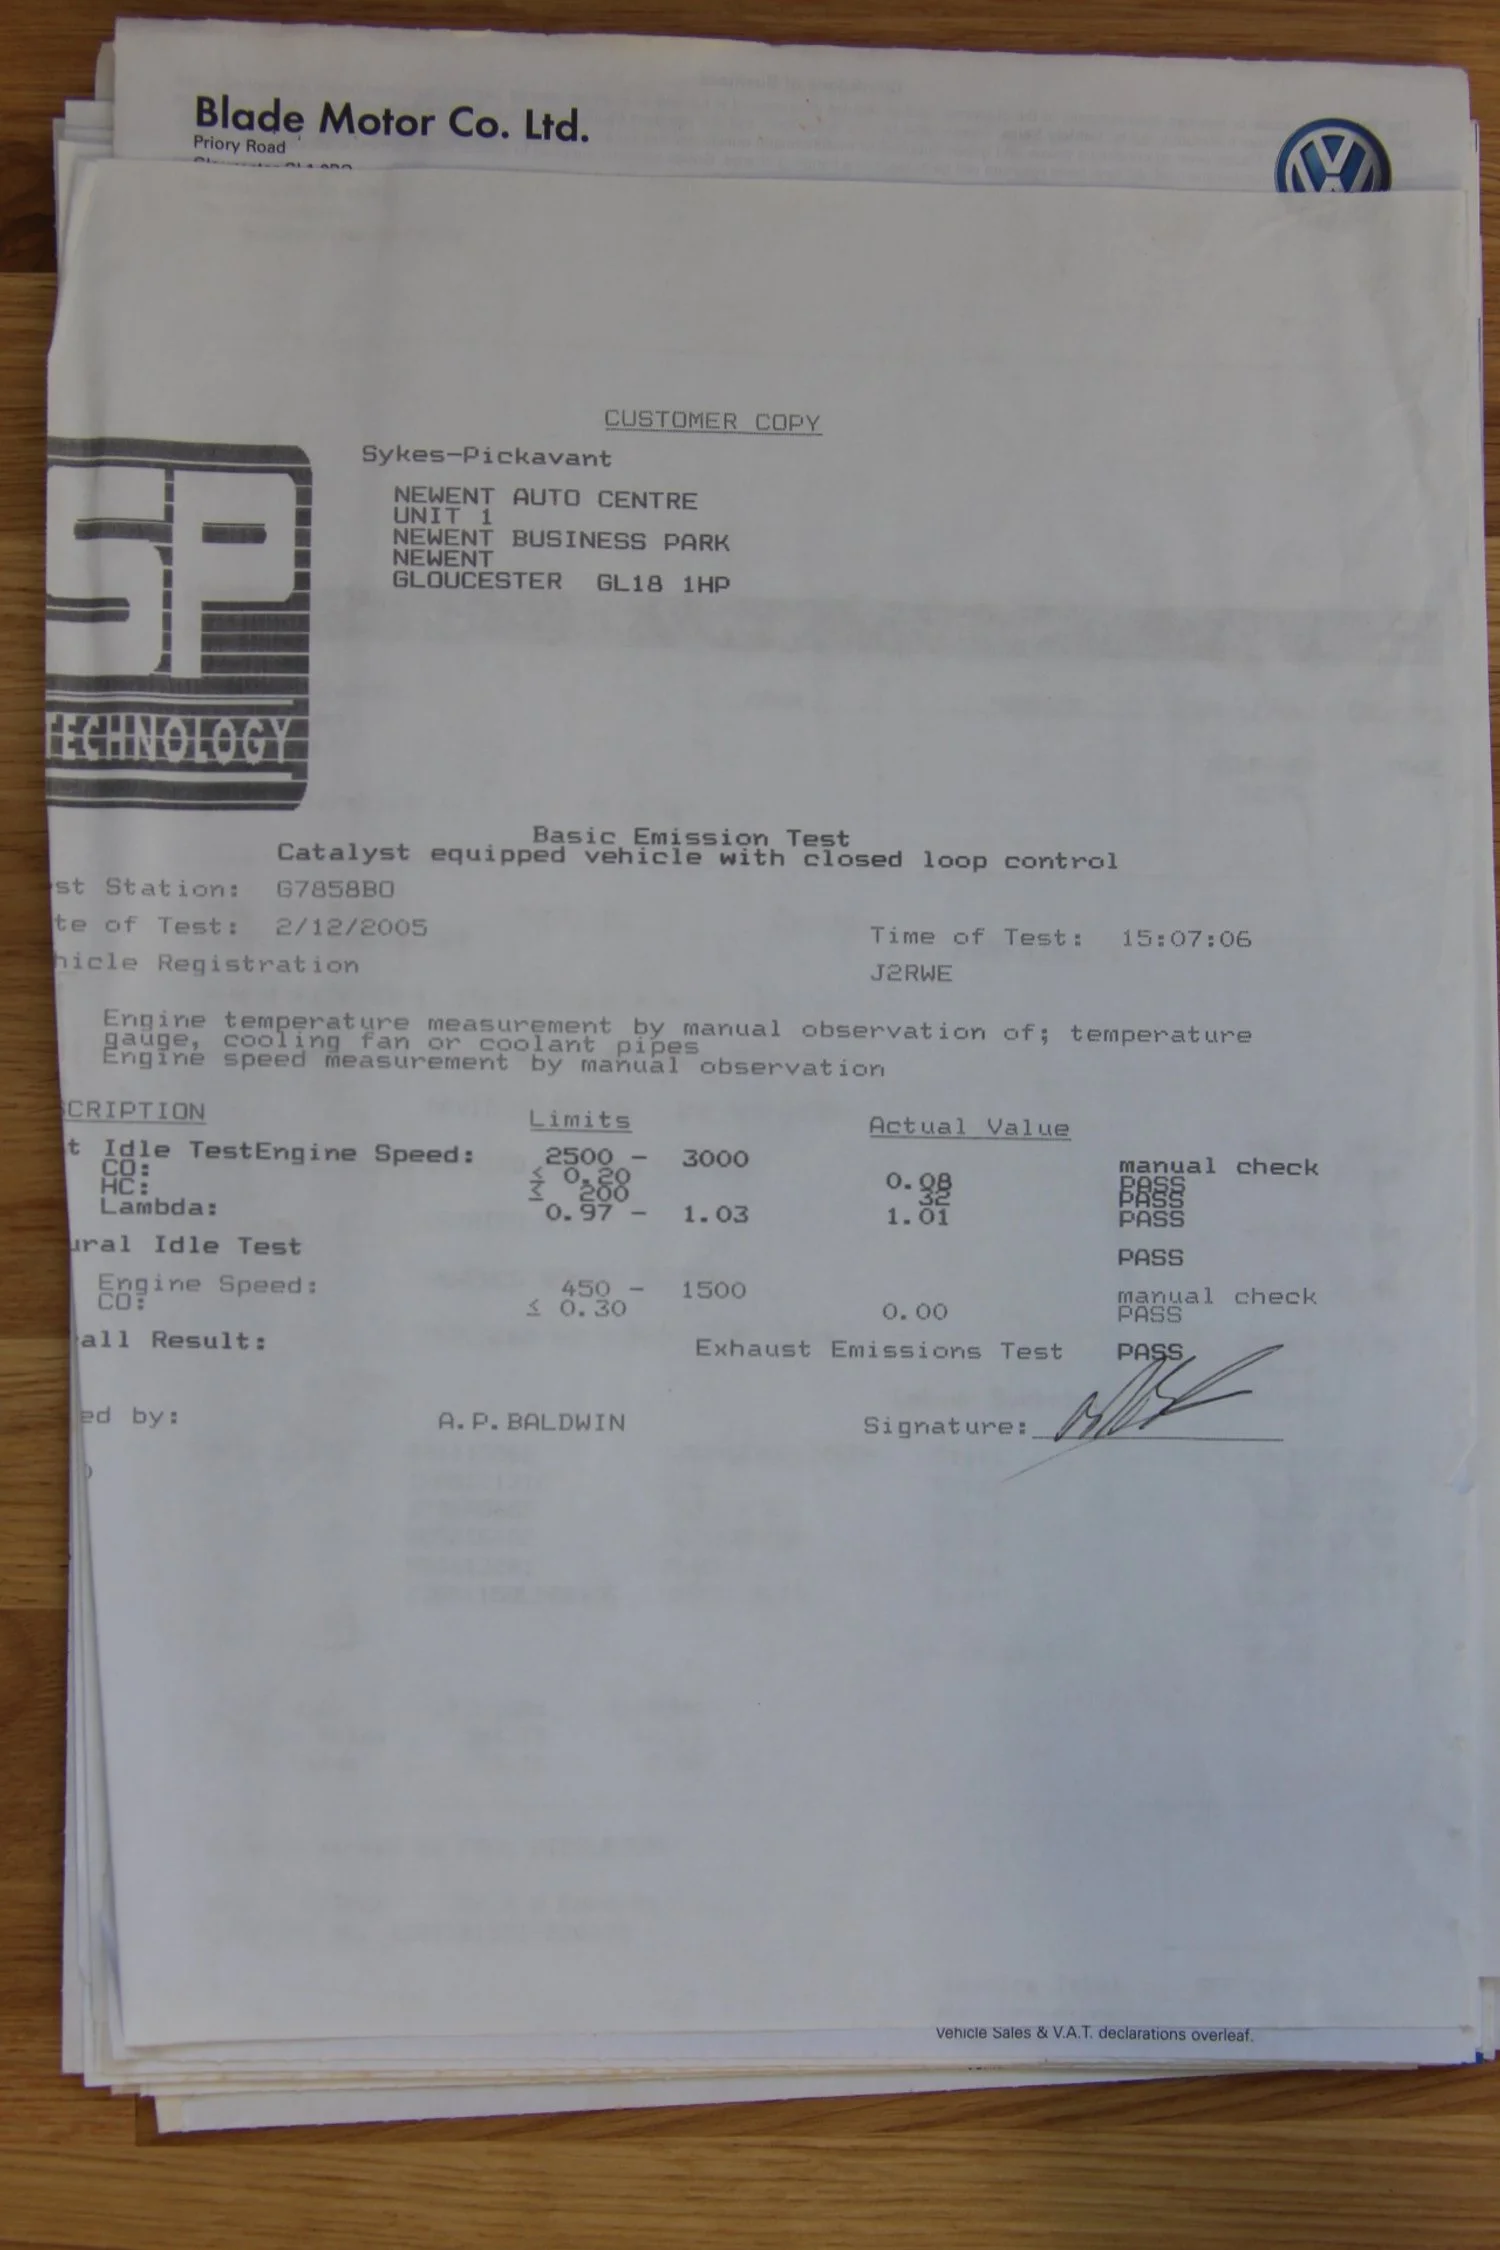 Blade Motor Co. Ltd.
Priory Road
CUSTOMER COPY
Sykes-Pickavant
NEWENT AUTO CENTRE
UNIT 1
NEWENT BUSINESS PARK
NEWENT
GLOUCESTER GL18 1HP
SP
TECHNOLOGY
Basic Emission Test
Catalyst equipped vehicle with closed loop control
st Station: G7858BO
te of Test: 2/12/2005 Time of Test: 15:07:06
hicle Registration J2RWE
Engine temperature measurement by manual observation of; temperature
gauge, cooling fan or coolant pipes
Engine speed measurement by manual observation
CRIPTION Limits Actual Value
t Idle TestEngine Speed: 2500 - 3000 manual check
CO: ≤ 0.20 0.08 PASS
HC: ≤ 200 32 PASS
Lambda: 0.97 - 1.03 1.01 PASS
ural Idle Test PASS
Engine Speed: 450 - 1500 manual check
CO: ≤ 0.30 0.00 PASS
all Result: Exhaust Emissions Test PASS
ed by: A.P.BALDWIN Signature:
Vehicle Sales & V.A.T. declarations overleaf.